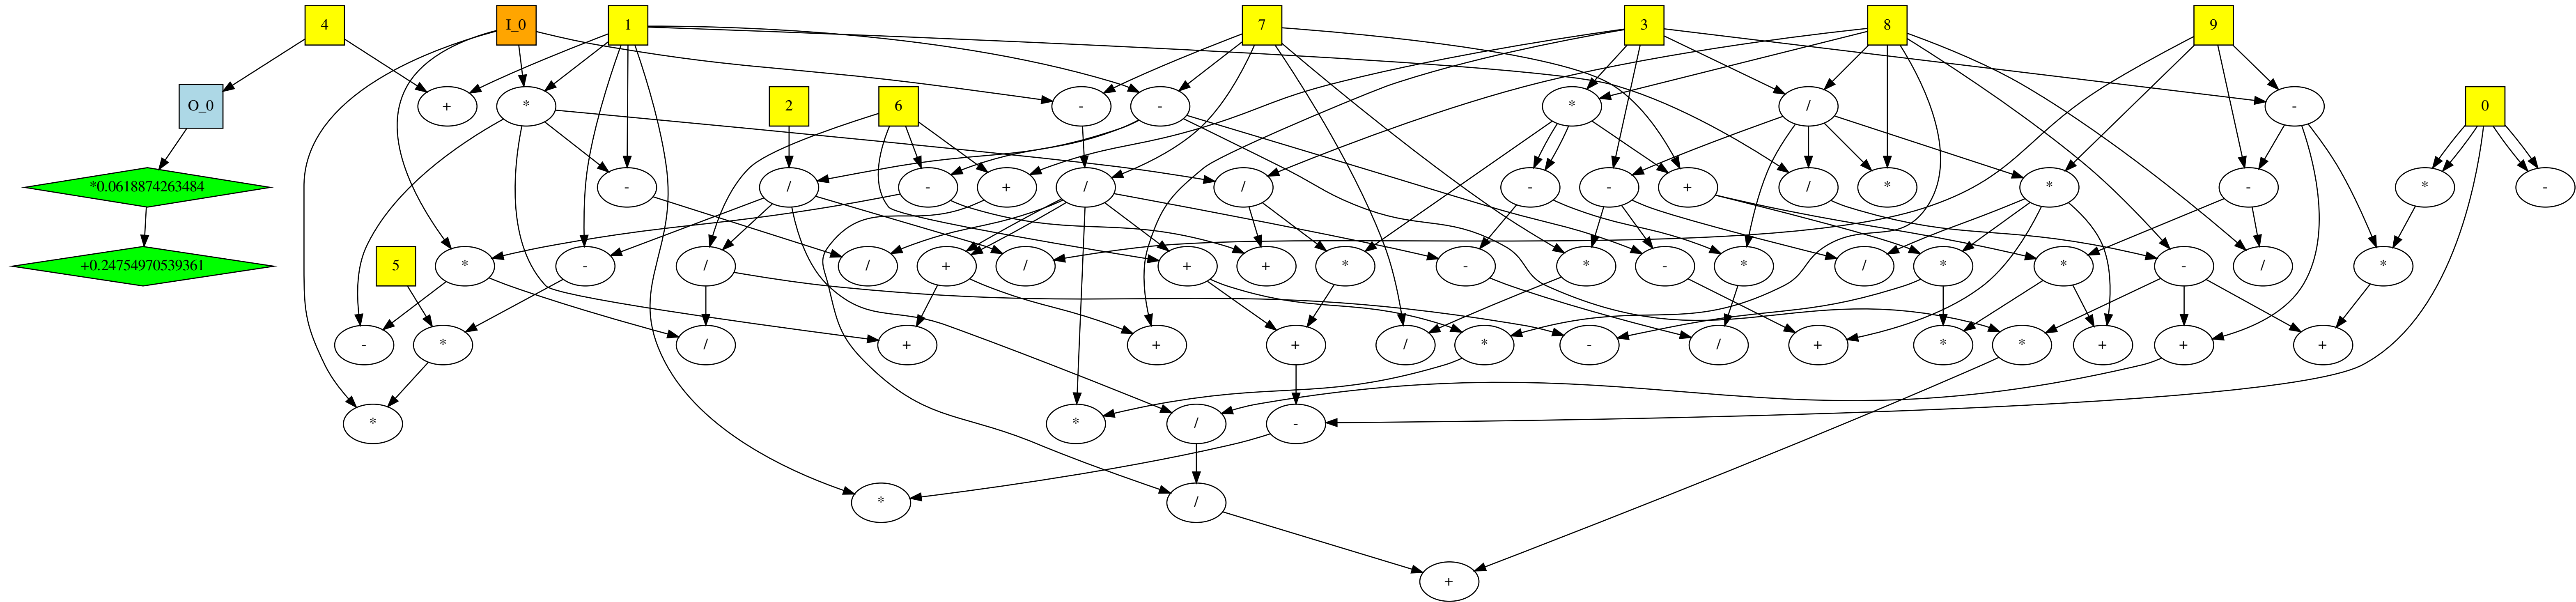 4 I_0 1 7 3 8 9
O_0 + * 2 6 - - * / - 0
*0.0618874263484 - / - + / / - - + / * * - * -
+0.24754970539361 5 * - / / + / + + * - * - * / * * - / *
- * / + + + / * - / + * * + + +
* * / -
* /
+